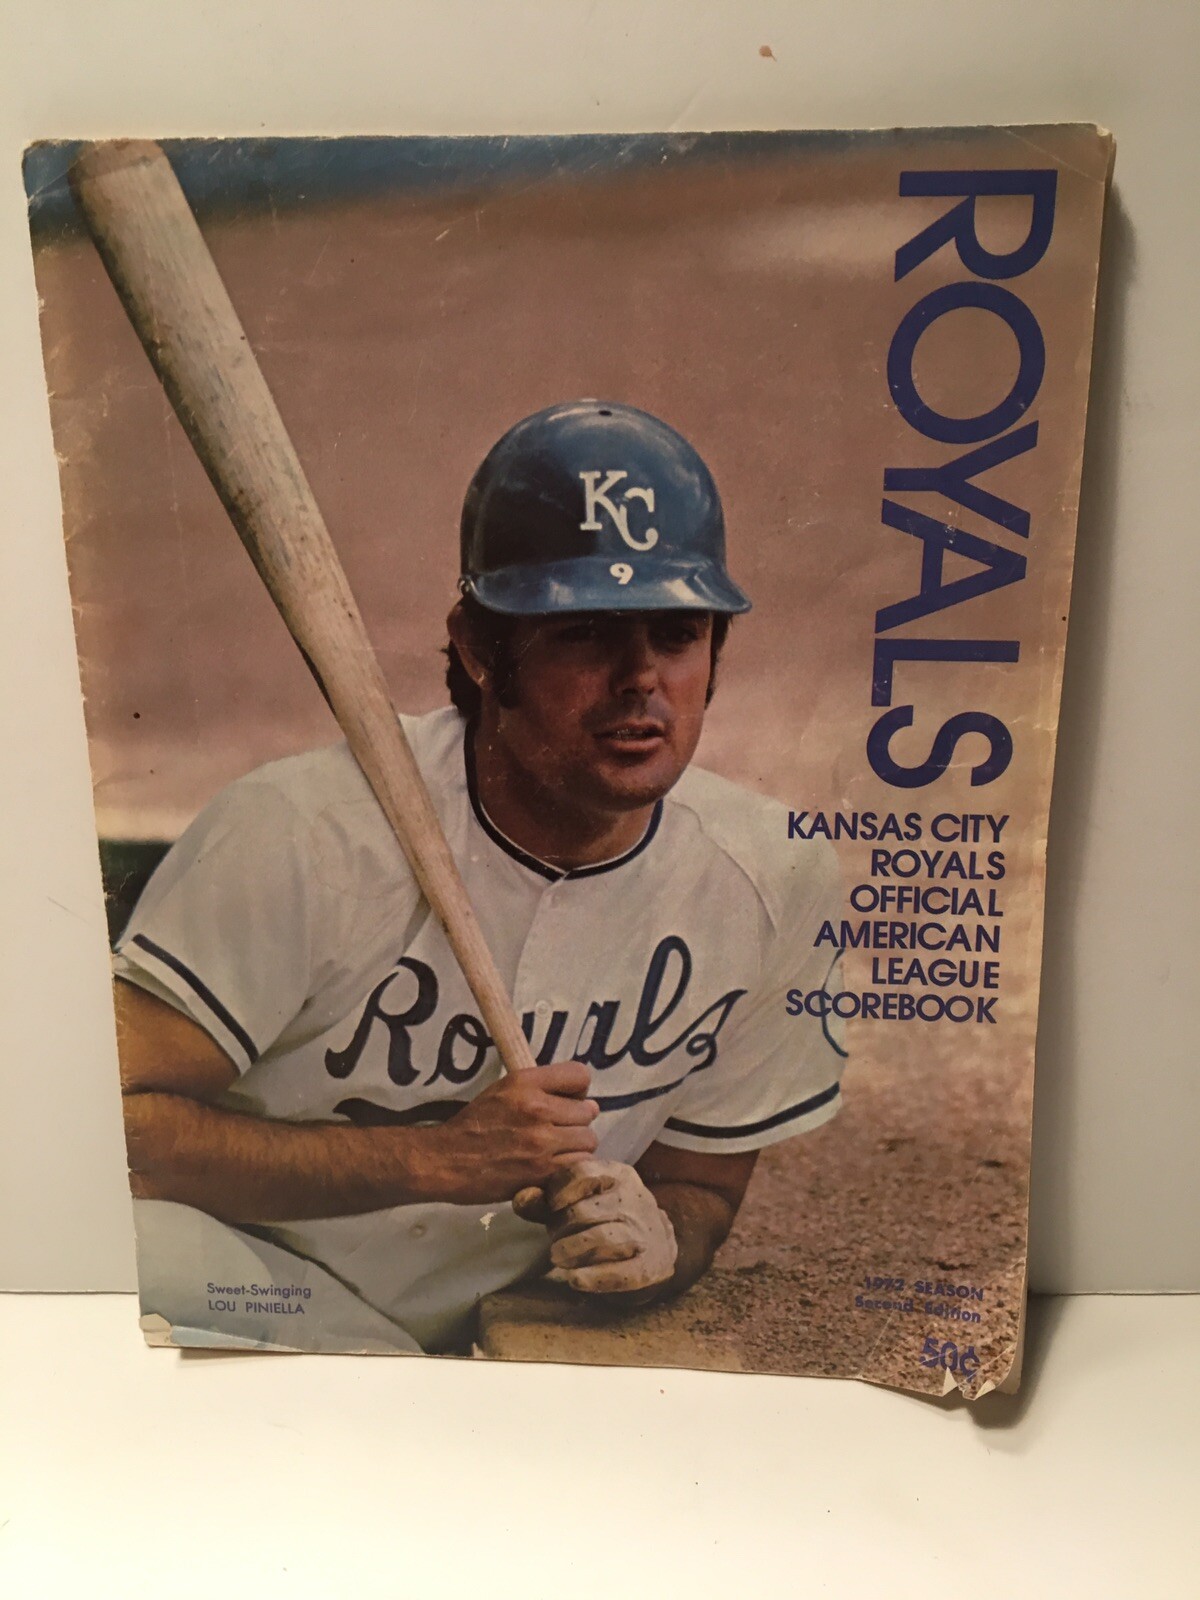 ROYALS
KANSAS CITY
ROYALS
OFFICIAL
AMERICAN
LEAGUE
SCOREBOOK
KC
9
Royals
Sweet-Swinging
LOU PINIELLA
1972 SEASON
Second Edition
50¢